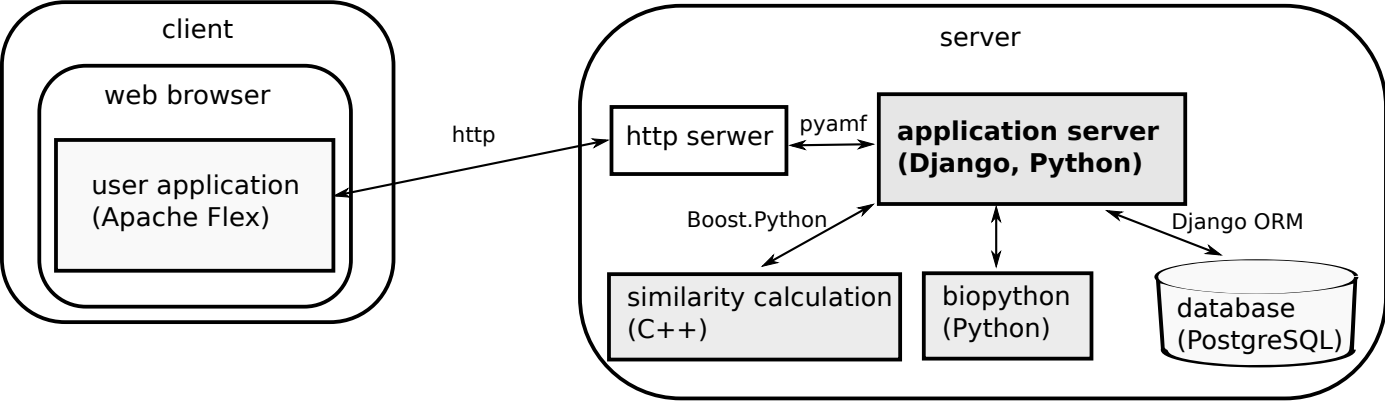 client
web browser
user application
(Apache Flex)
http
server
http serwer
pyamf
application server
(Django, Python)
Boost.Python
Django ORM
similarity calculation
(C++)
biopython
(Python)
database
(PostgreSQL)